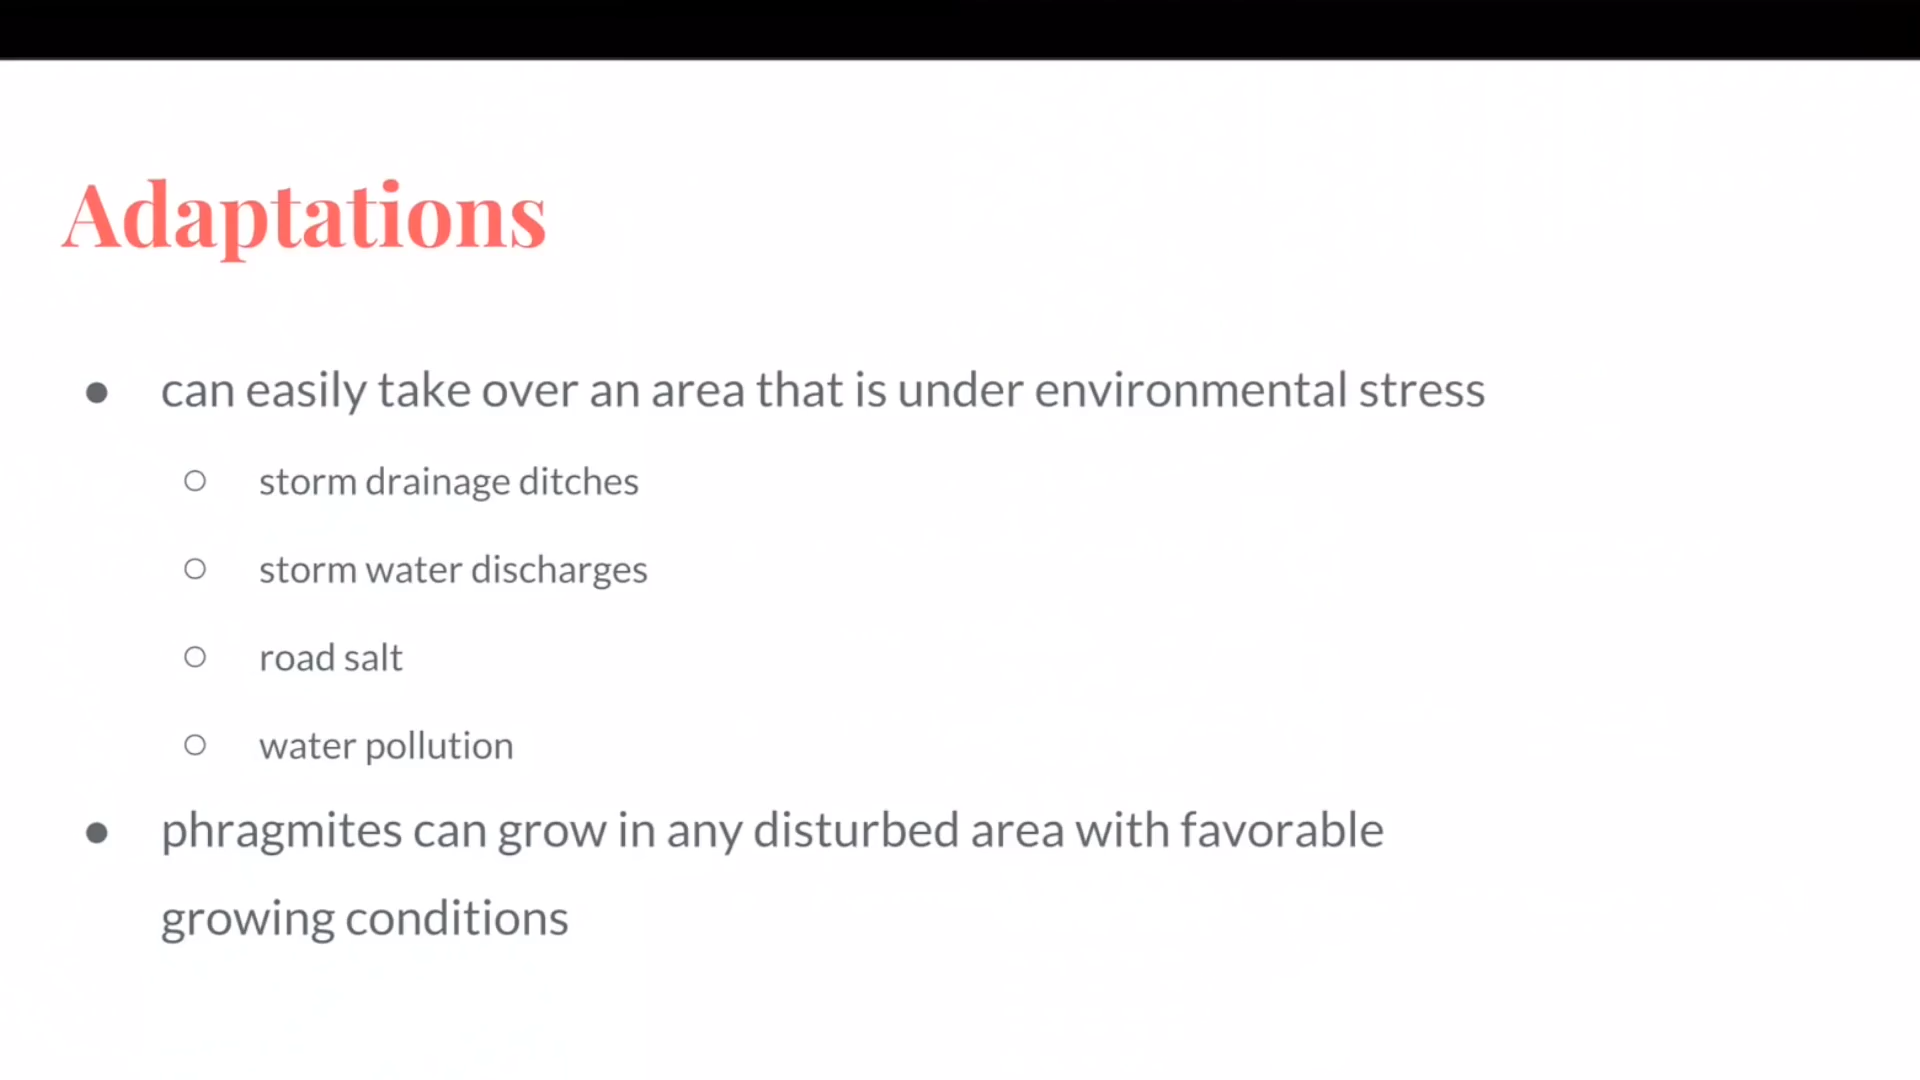 Adaptations
● can easily take over an area that is under environmental stress
○ storm drainage ditches
○ storm water discharges
○ road salt
○ water pollution
● phragmites can grow in any disturbed area with favorable
growing conditions